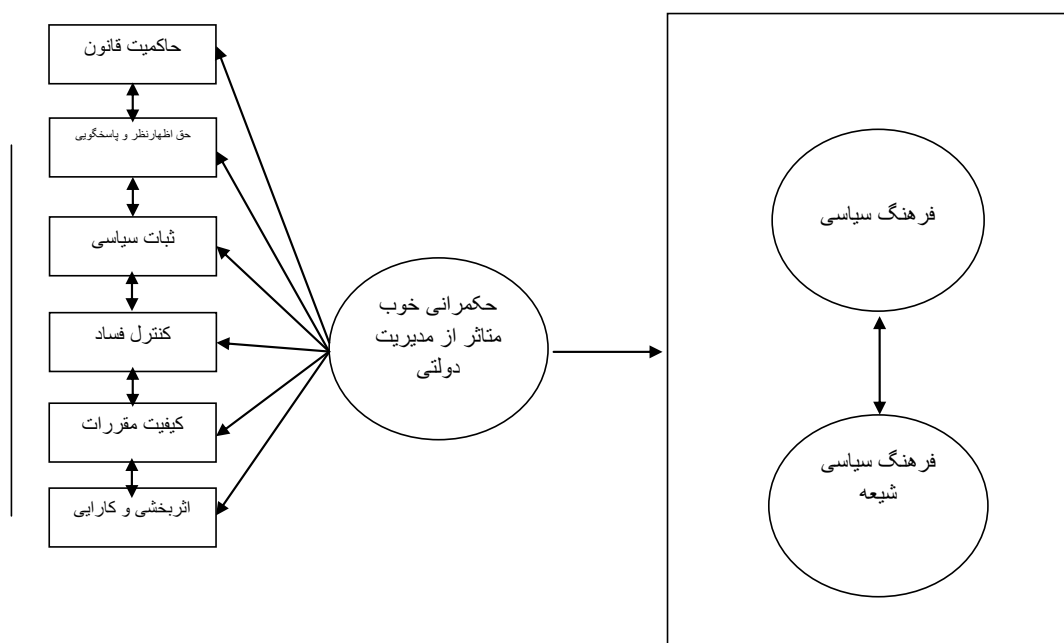 حاکمیت قانون
حق اظهارنظر و پاسخگویی
ثبات سیاسی
کنترل فساد
کیفیت مقررات
اثربخشی و کارایی
حکمرانی خوب
متاثر از مدیریت
دولتی
فرهنگ سیاسی
فرهنگ سیاسی
شیعه